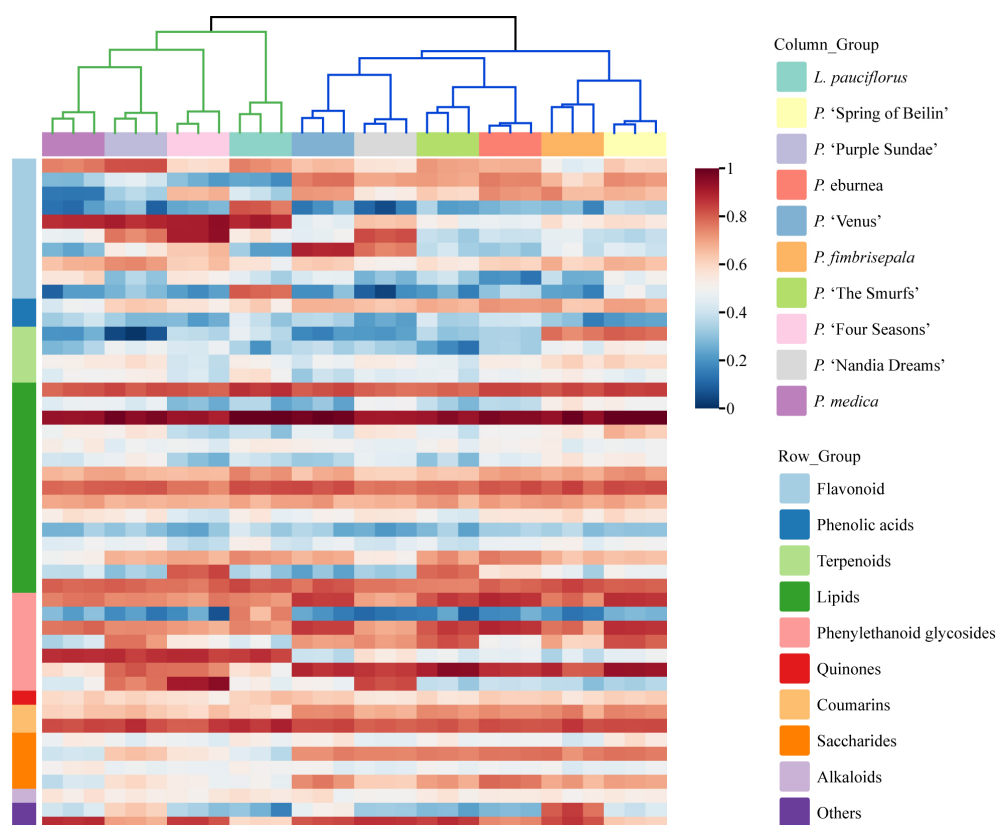 Column_Group
L. pauciflorus
P. ‘Spring of Beilin’
P. ‘Purple Sundae’
P. eburnea
P. ‘Venus’
P. fimbrisepala
P. ‘The Smurfs’
P. ‘Four Seasons’
P. ‘Nandia Dreams’
P. medica
1
0.8
0.6
0.4
0.2
0
Row_Group
Flavonoid
Phenolic acids
Terpenoids
Lipids
Phenylethanoid glycosides
Quinones
Coumarins
Saccharides
Alkaloids
Others